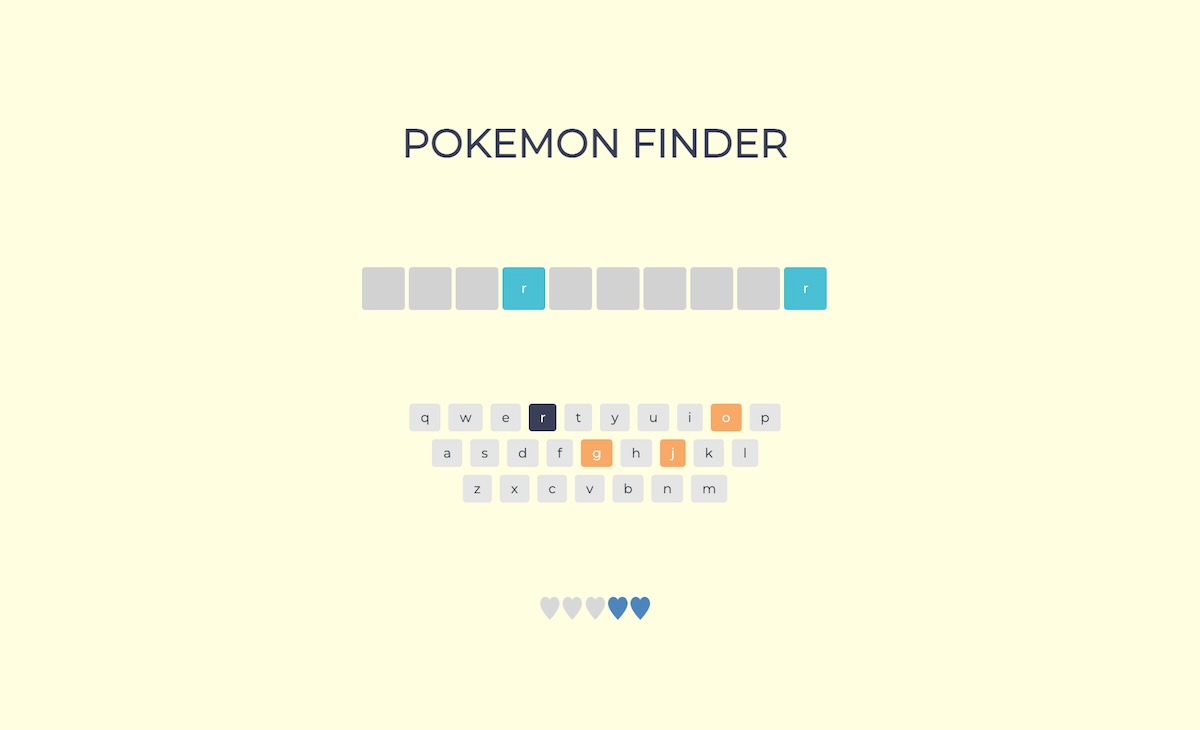 POKEMON FINDER
r r
q w e r t y u i o p
a s d f g h j k l
z x c v b n m